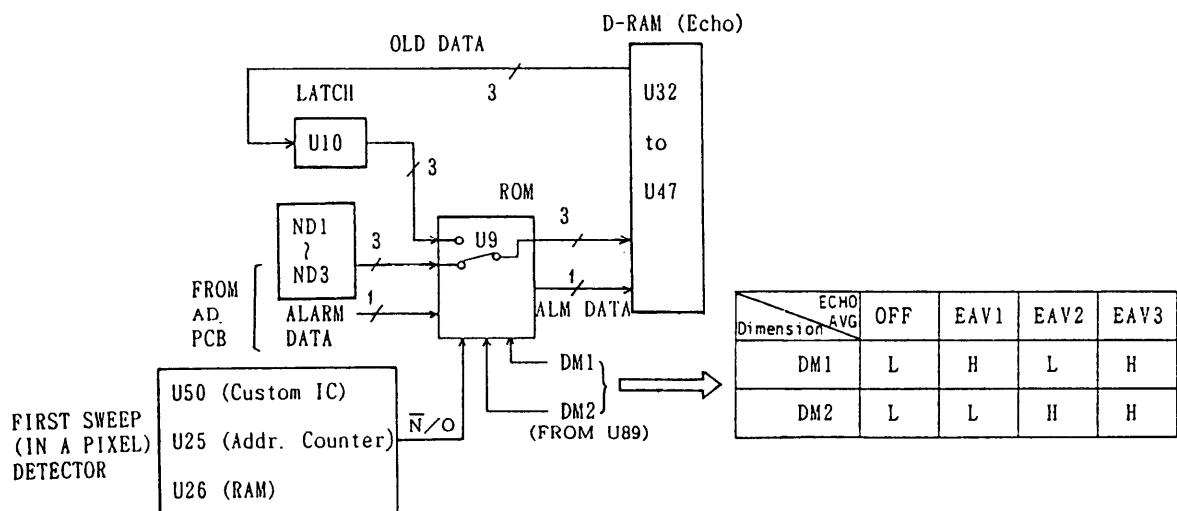 D-RAM (Echo)
OLD DATA
3
U32
to
U47
LATCH
U10
3
ROM
ND1
~
ND3
3
U9
3
FROM
AD.
PCB
ALARM
DATA
1
1
ALM DATA
DM1
DM2
(FROM U89)
FIRST SWEEP
(IN A PIXEL)
DETECTOR
U50 (Custom IC)
U25 (Addr. Counter)
U26 (RAM)
N̅/O
ECHO AVG Dimension OFF EAV1 EAV2 EAV3
DM1 L H L H
DM2 L L H H